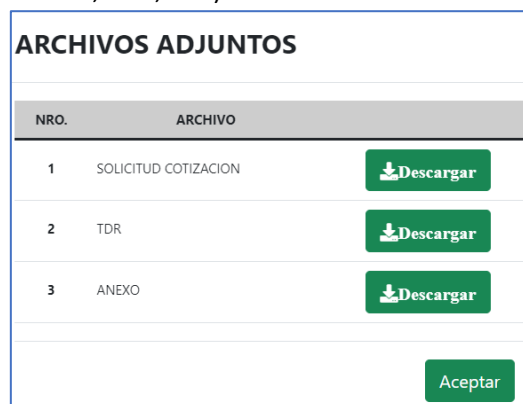 ARCHIVOS ADJUNTOS
NRO. ARCHIVO
1 SOLICITUD COTIZACION Descargar
2 TDR Descargar
3 ANEXO Descargar
Aceptar